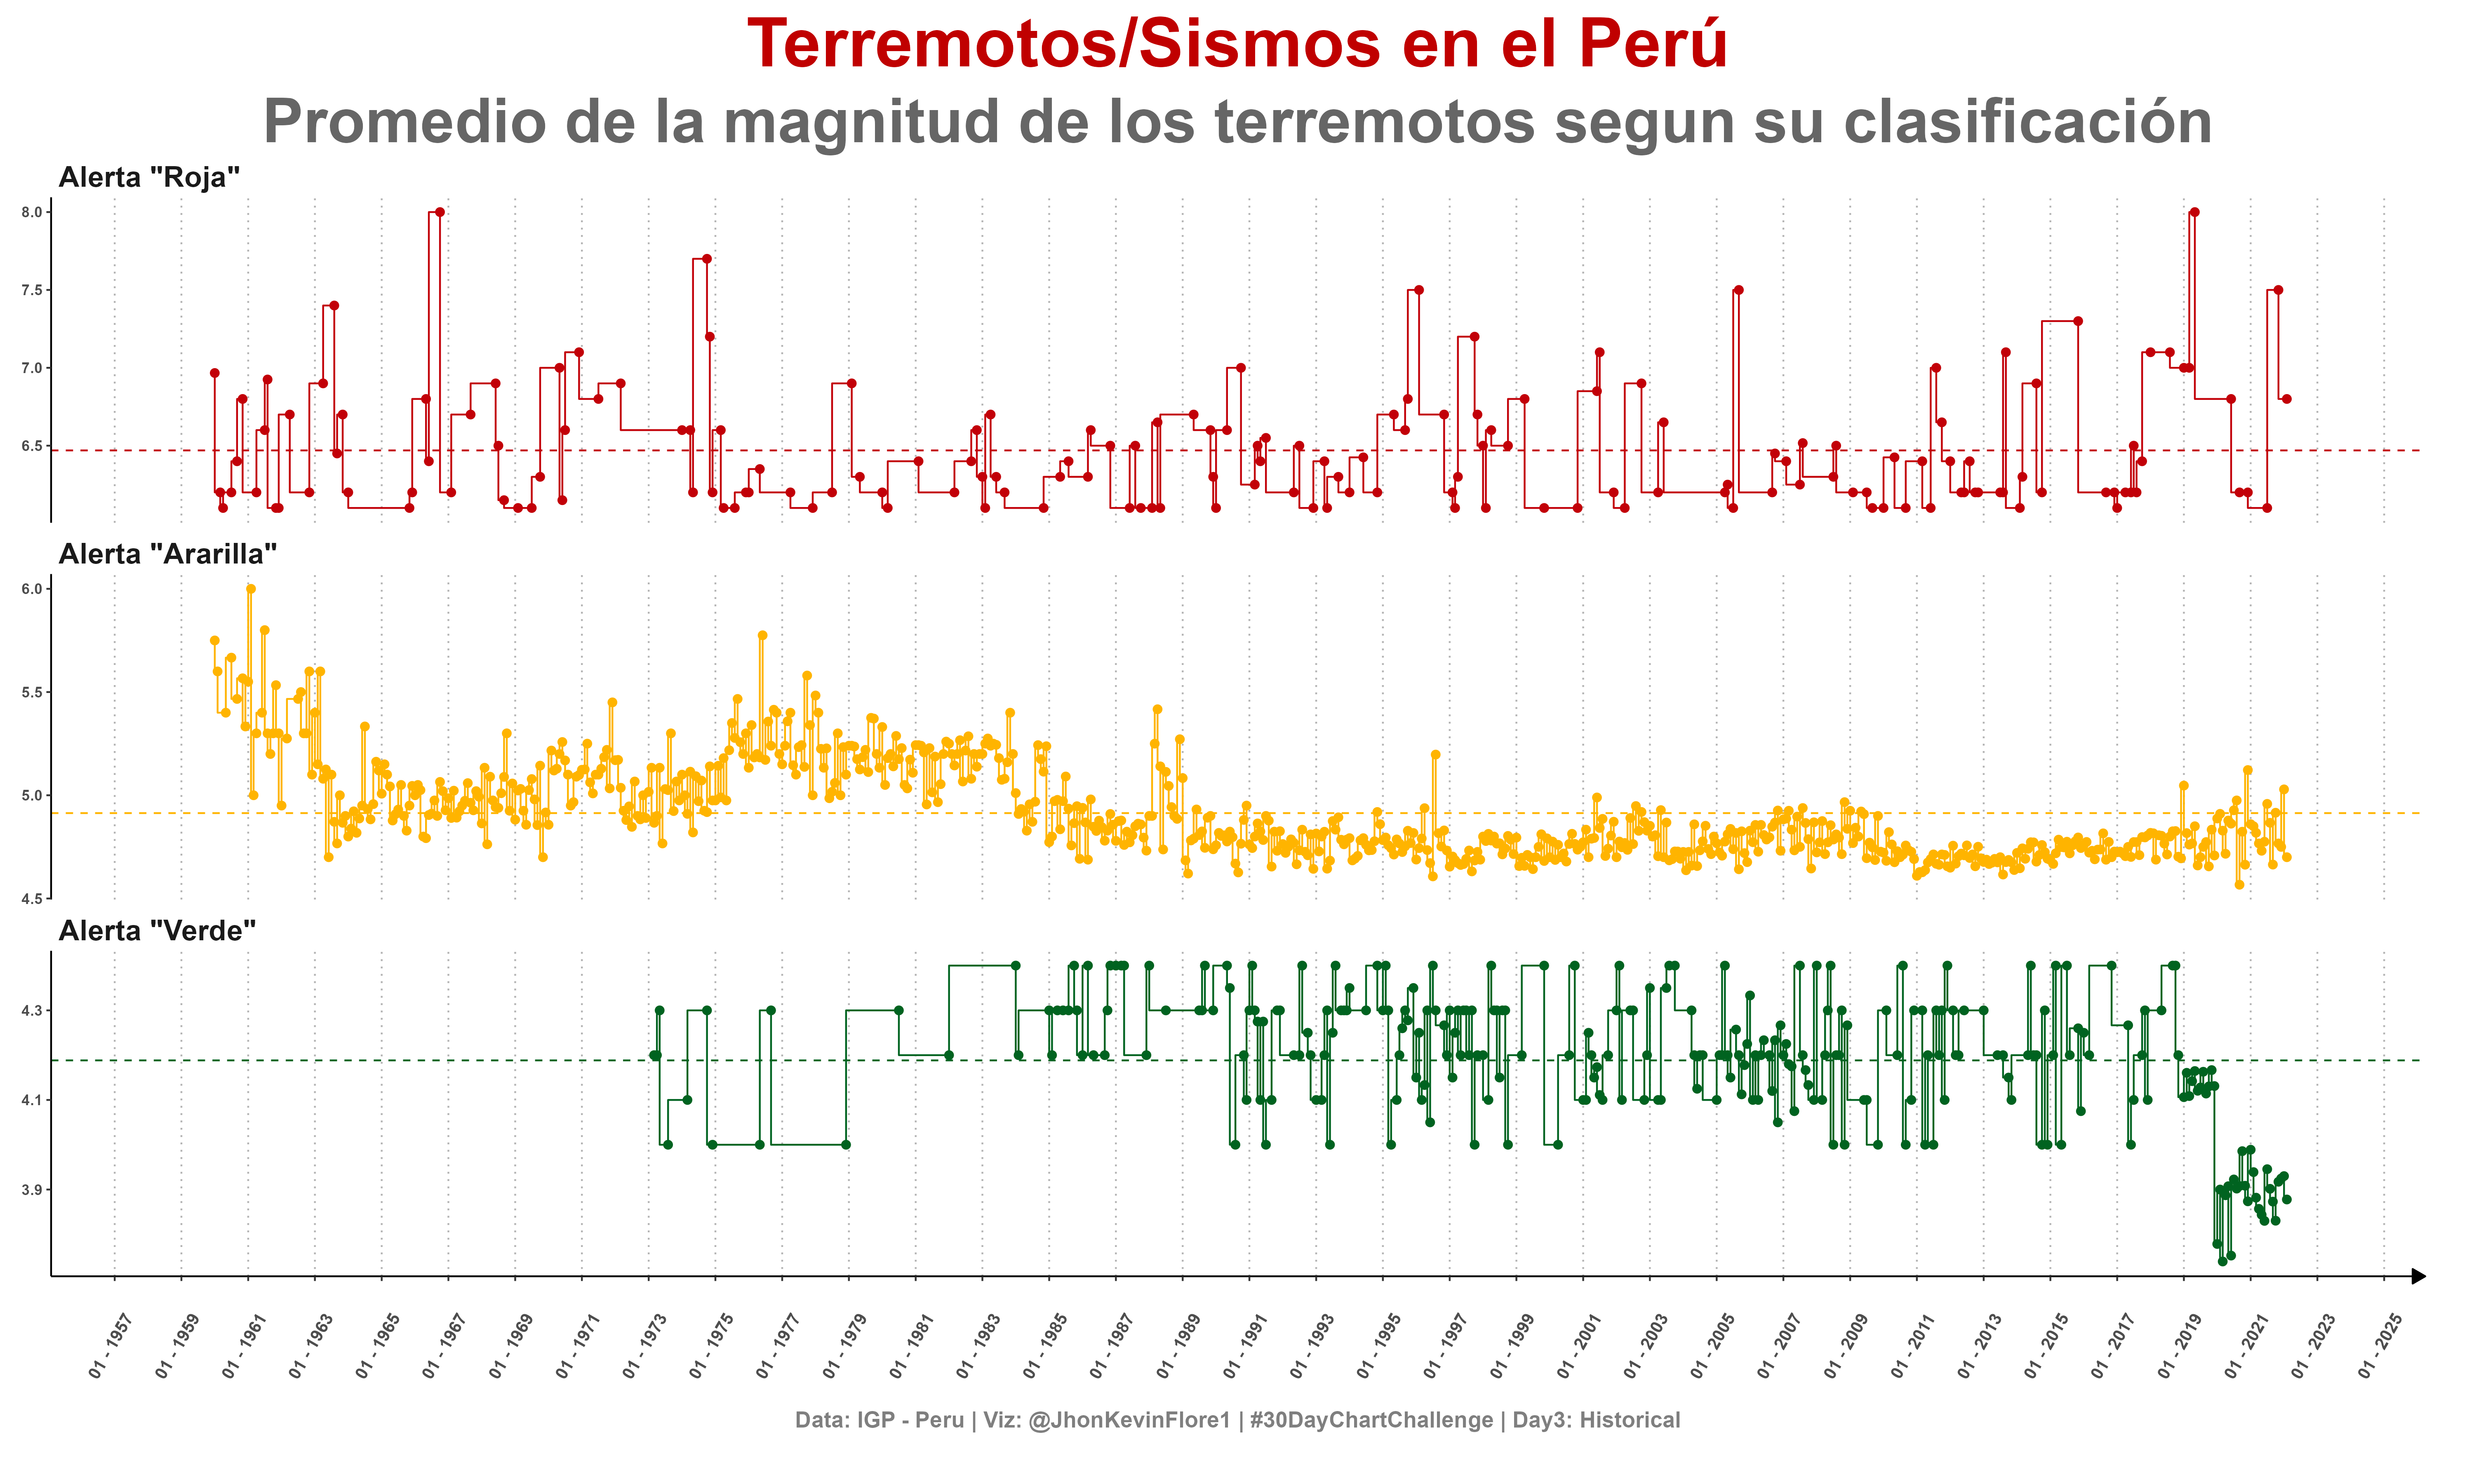 Terremotos/Sismos en el Perú
Promedio de la magnitud de los terremotos segun su clasificación
Alerta "Roja"
8.0
7.5
7.0
6.5
Alerta "Ararilla"
6.0
5.5
5.0
4.5
Alerta "Verde"
4.3
4.1
3.9
01 - 1957
01 - 1959
01 - 1961
01 - 1963
01 - 1965
01 - 1967
01 - 1969
01 - 1971
01 - 1973
01 - 1975
01 - 1977
01 - 1979
01 - 1981
01 - 1983
01 - 1985
01 - 1987
01 - 1989
01 - 1991
01 - 1993
01 - 1995
01 - 1997
01 - 1999
01 - 2001
01 - 2003
01 - 2005
01 - 2007
01 - 2009
01 - 2011
01 - 2013
01 - 2015
01 - 2017
01 - 2019
01 - 2021
01 - 2023
01 - 2025
Data: IGP - Peru | Viz: @JhonKevinFlore1 | #30DayChartChallenge | Day3: Historical